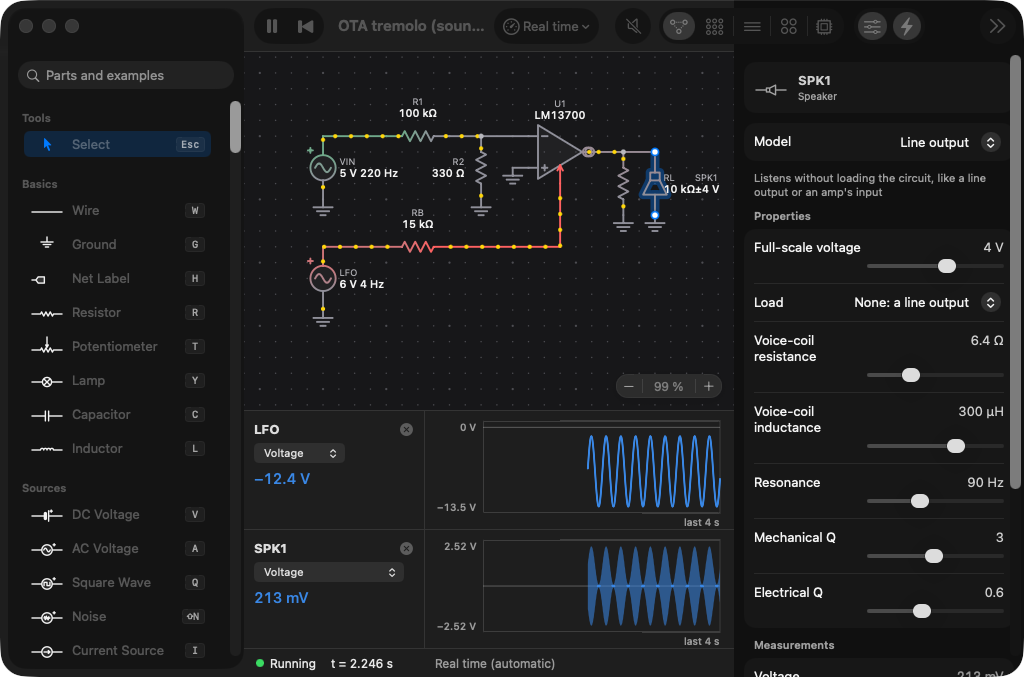 OTA tremolo (soun...
Real time
Parts and examples
Tools
Select Esc
Basics
Wire W
Ground G
Net Label H
Resistor R
Potentiometer T
Lamp Y
Capacitor C
Inductor L
Sources
DC Voltage V
AC Voltage A
Square Wave Q
Noise ⇧N
Current Source I
R1
100 kΩ
U1
LM13700
VIN
5 V 220 Hz
R2
330 Ω
RL
10 kΩ
SPK1
±4 V
RB
15 kΩ
LFO
6 V 4 Hz
− 99 % +
LFO
Voltage
−12.4 V
0 V
−13.5 V
last 4 s
SPK1
Voltage
213 mV
2.52 V
−2.52 V
last 4 s
Running t = 2.246 s Real time (automatic)
SPK1
Speaker
Model Line output
Listens without loading the circuit, like a line
output or an amp's input
Properties
Full-scale voltage 4 V
Load None: a line output
Voice-coil
resistance 6.4 Ω
Voice-coil
inductance 300 µH
Resonance 90 Hz
Mechanical Q 3
Electrical Q 0.6
Measurements
Voltage 213 mV